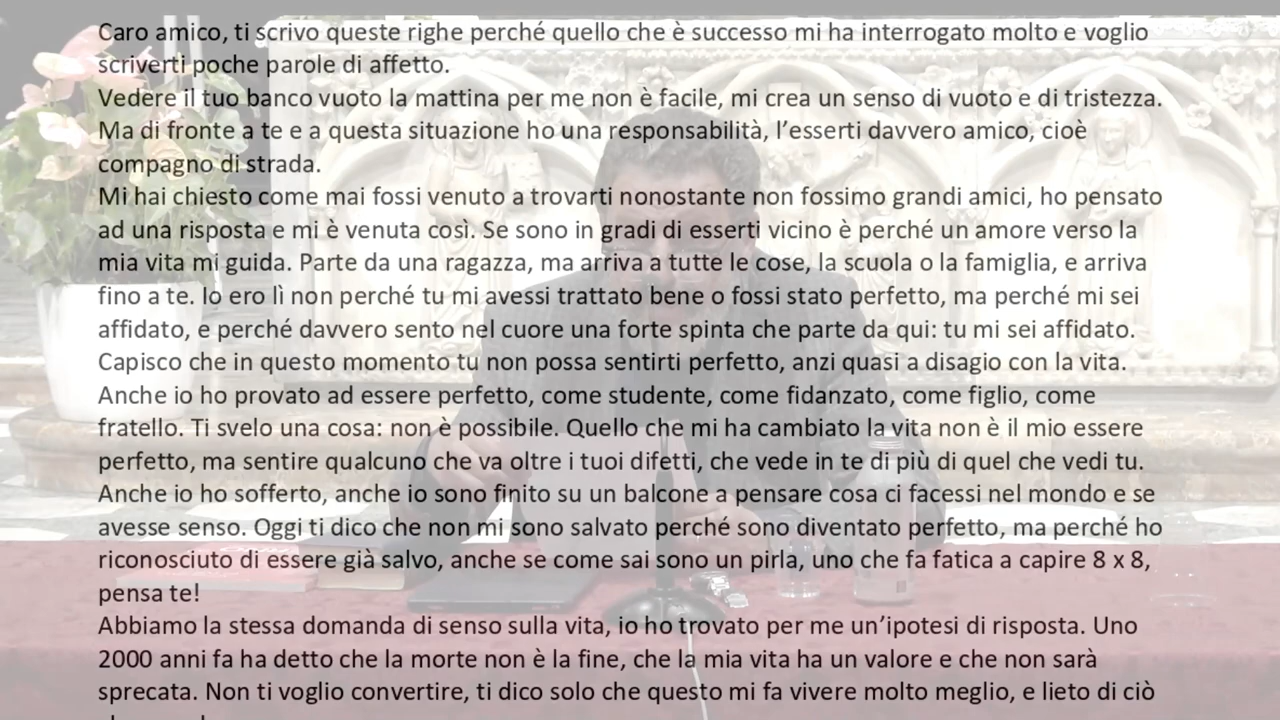 Caro amico, ti scrivo queste righe perché quello che è successo mi ha interrogato molto e voglio
scriverti poche parole di affetto.
Vedere il tuo banco vuoto la mattina per me non è facile, mi crea un senso di vuoto e di tristezza.
Ma di fronte a te e a questa situazione ho una responsabilità, l’esserti davvero amico, cioè
compagno di strada.
Mi hai chiesto come mai fossi venuto a trovarti nonostante non fossimo grandi amici, ho pensato
ad una risposta e mi è venuta così. Se sono in gradi di esserti vicino è perché un amore verso la
mia vita mi guida. Parte da una ragazza, ma arriva a tutte le cose, la scuola o la famiglia, e arriva
fino a te. Io ero lì non perché tu mi avessi trattato bene o fossi stato perfetto, ma perché mi sei
affidato, e perché davvero sento nel cuore una forte spinta che parte da qui: tu mi sei affidato.
Capisco che in questo momento tu non possa sentirti perfetto, anzi quasi a disagio con la vita.
Anche io ho provato ad essere perfetto, come studente, come fidanzato, come figlio, come
fratello. Ti svelo una cosa: non è possibile. Quello che mi ha cambiato la vita non è il mio essere
perfetto, ma sentire qualcuno che va oltre i tuoi difetti, che vede in te di più di quel che vedi tu.
Anche io ho sofferto, anche io sono finito su un balcone a pensare cosa ci facessi nel mondo e se
avesse senso. Oggi ti dico che non mi sono salvato perché sono diventato perfetto, ma perché ho
riconosciuto di essere già salvo, anche se come sai sono un pirla, uno che fa fatica a capire 8 x 8,
pensa te!
Abbiamo la stessa domanda di senso sulla vita, io ho trovato per me un’ipotesi di risposta. Uno
2000 anni fa ha detto che la morte non è la fine, che la mia vita ha un valore e che non sarà
sprecata. Non ti voglio convertire, ti dico solo che questo mi fa vivere molto meglio, e lieto di ciò